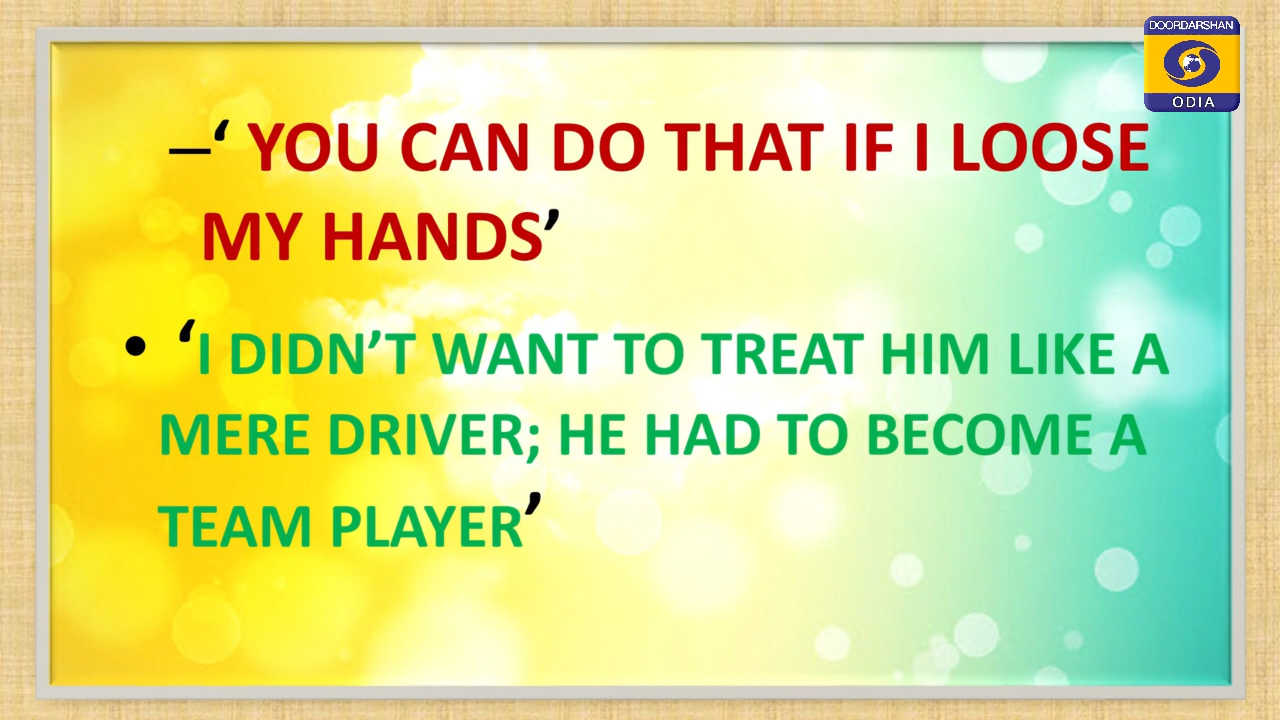 DOORDARSHAN
ODIA
–‘ YOU CAN DO THAT IF I LOOSE
MY HANDS’
• ‘I DIDN’T WANT TO TREAT HIM LIKE A
MERE DRIVER; HE HAD TO BECOME A
TEAM PLAYER’